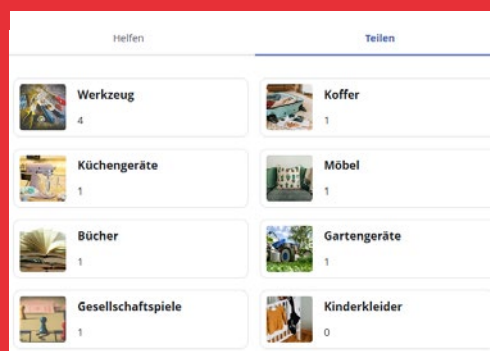 Helfen
Teilen
Werkzeug
4
Koffer
1
Küchengeräte
1
Möbel
1
Bücher
1
Gartengeräte
1
Gesellschaftspiele
1
Kinderkleider
0